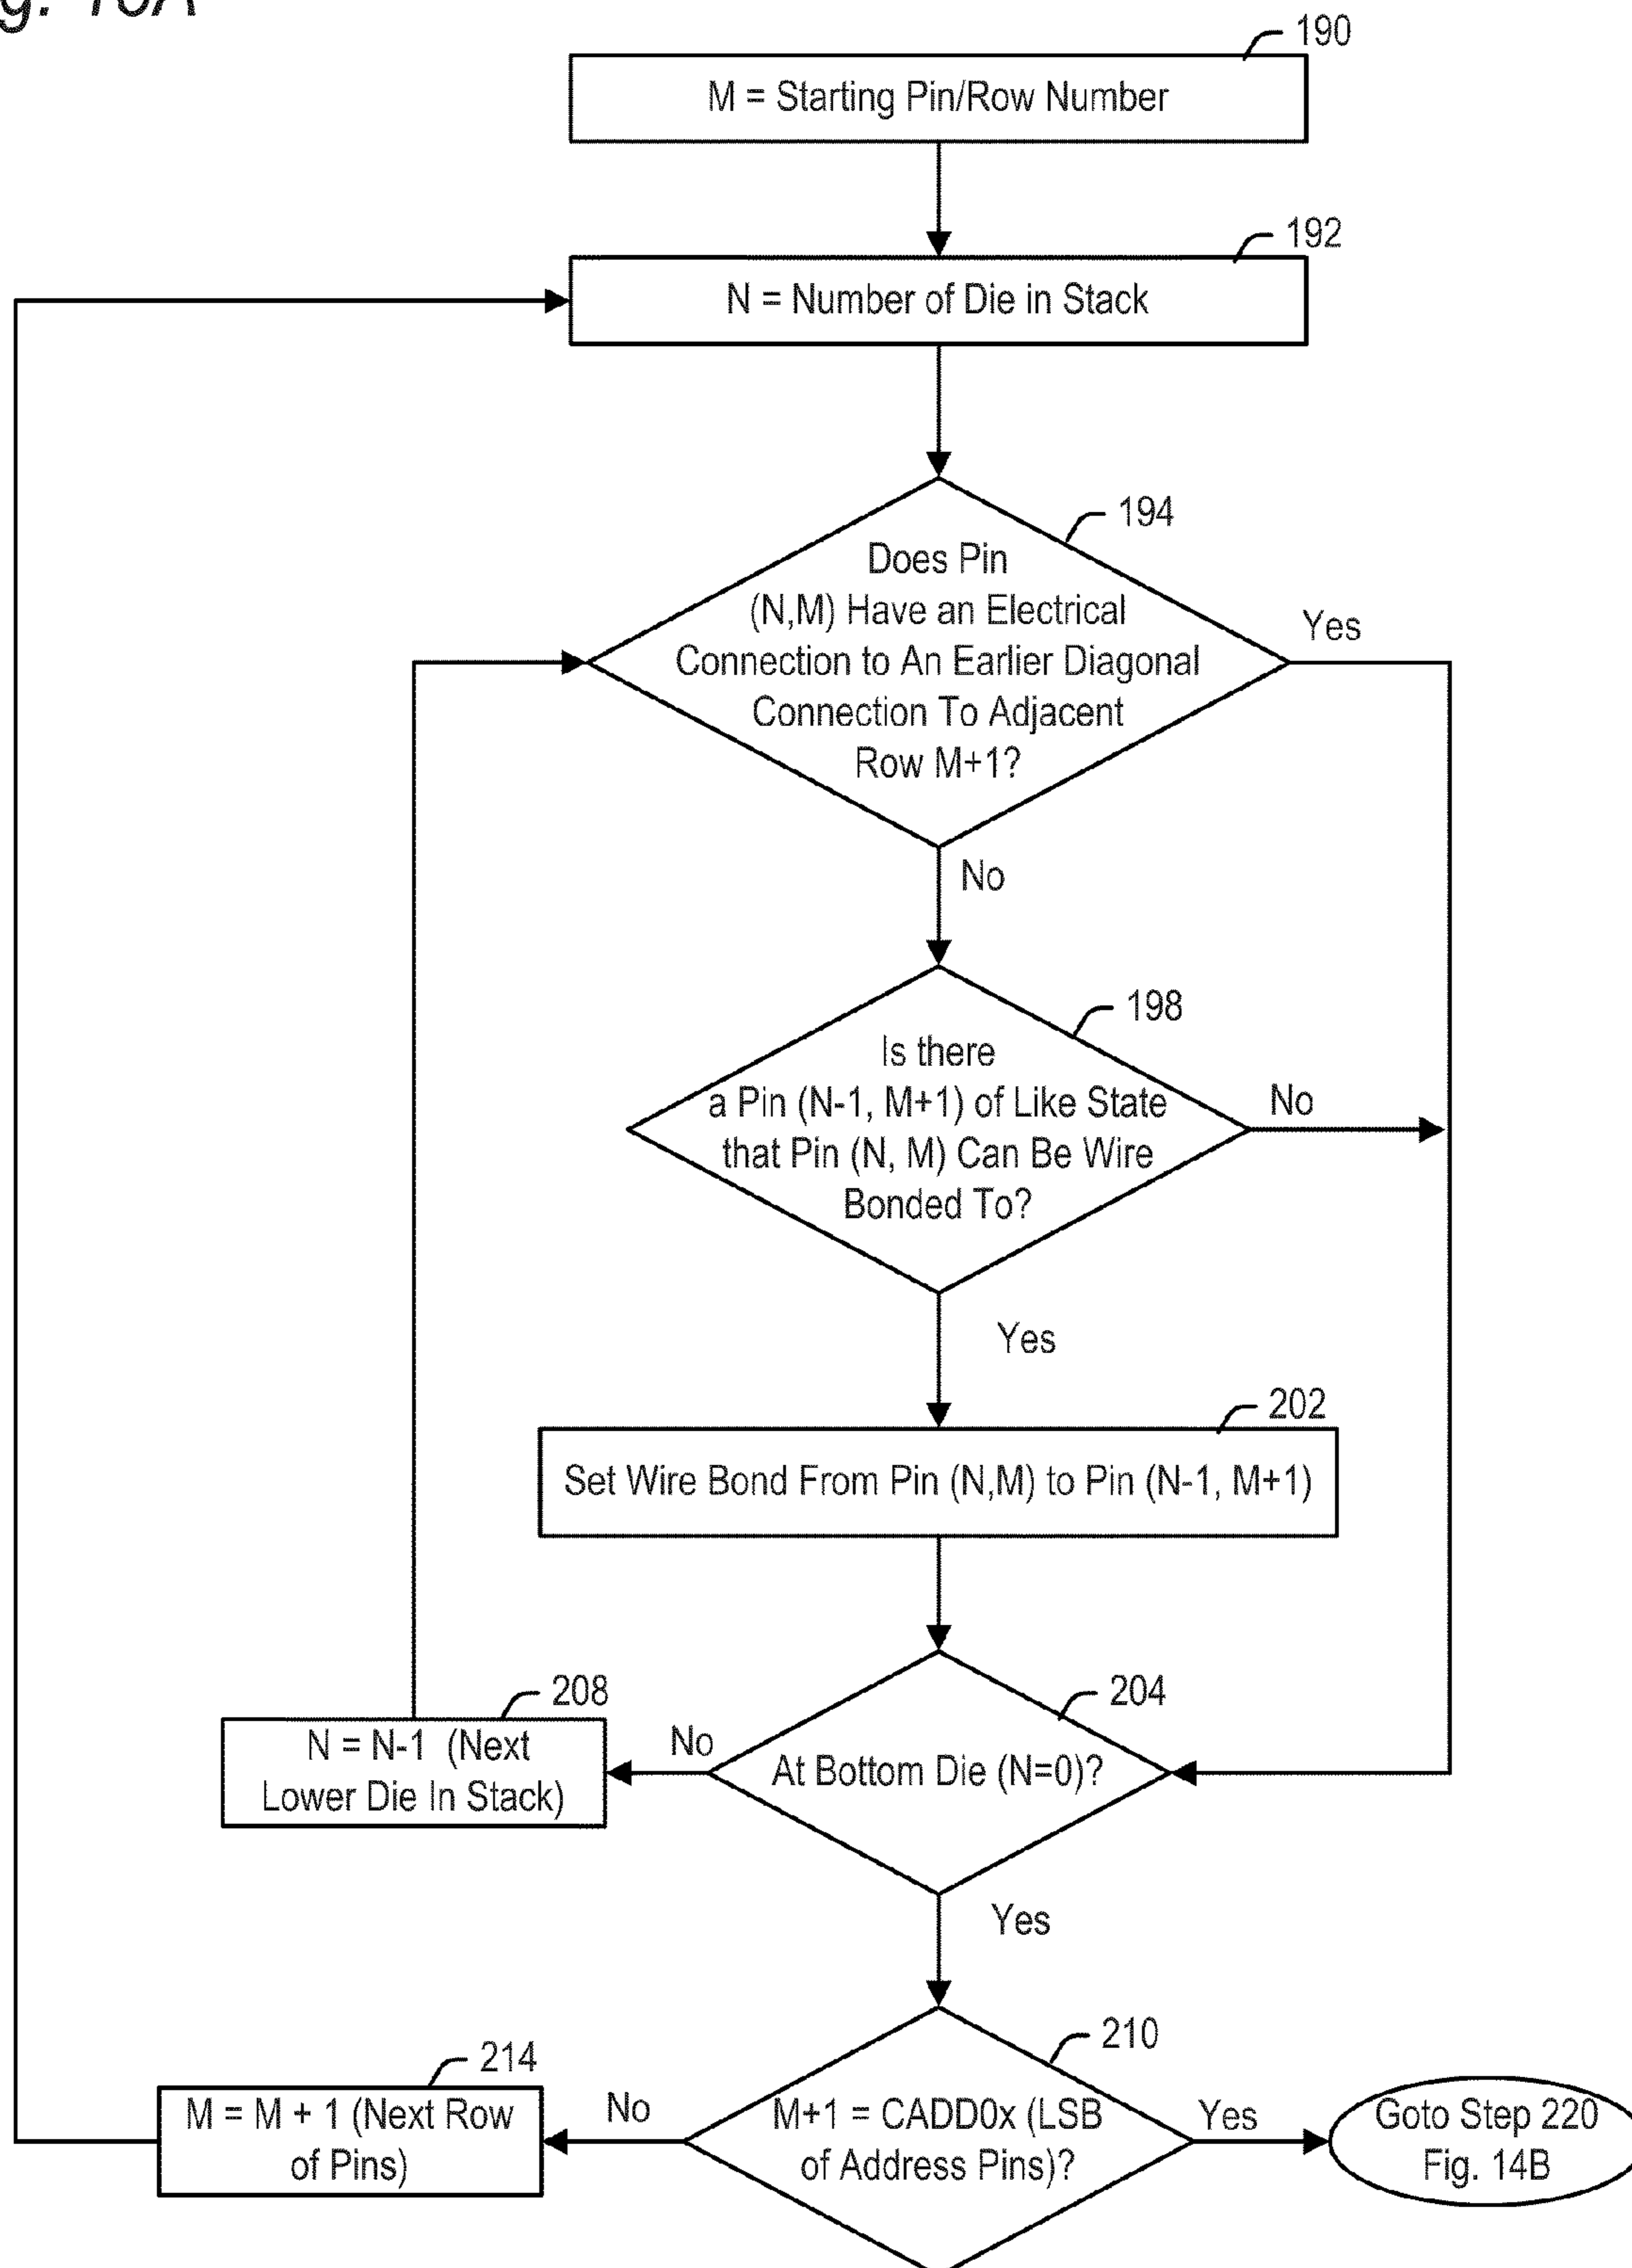 190
M = Starting Pin/Row Number
192
N = Number of Die in Stack
194
Does Pin
(N,M) Have an Electrical
Connection to An Earlier Diagonal
Connection To Adjacent
Row M+1?
Yes
No
198
Is there
a Pin (N-1, M+1) of Like State
that Pin (N, M) Can Be Wire
Bonded To?
No
Yes
202
Set Wire Bond From Pin (N,M) to Pin (N-1, M+1)
208
N = N-1 (Next
Lower Die In Stack)
No
204
At Bottom Die (N=0)?
Yes
214
M = M + 1 (Next Row
of Pins)
No
210
M+1 = CADD0x (LSB
of Address Pins)?
Yes
Goto Step 220
Fig. 14B